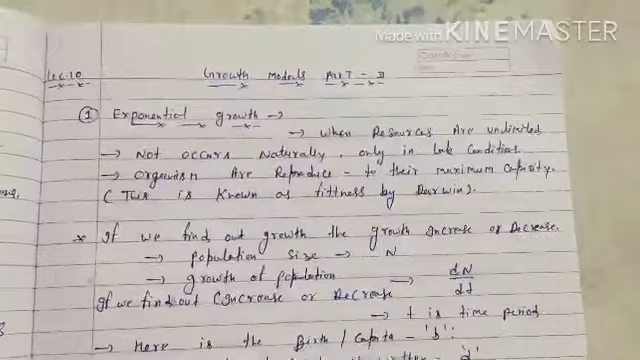 Made with KINEMASTER
Lec.10
Growth models PART - II
① Exponential growth →
→ When Resources Are unlimited
→ Not occurs Naturally, only in Lab Conditions
→ Organism Are Reproduce - to their maximum Capisity.
( This is Known as fittness by Darwin).
* If we find out growth the growth Increase or Decrease.
→ Population Size → N
→ growth of population → dN/dt
If we find out Increase or Decrease
→ t is time period
→ Here is the Birth / Capita - 'b'.
'd'